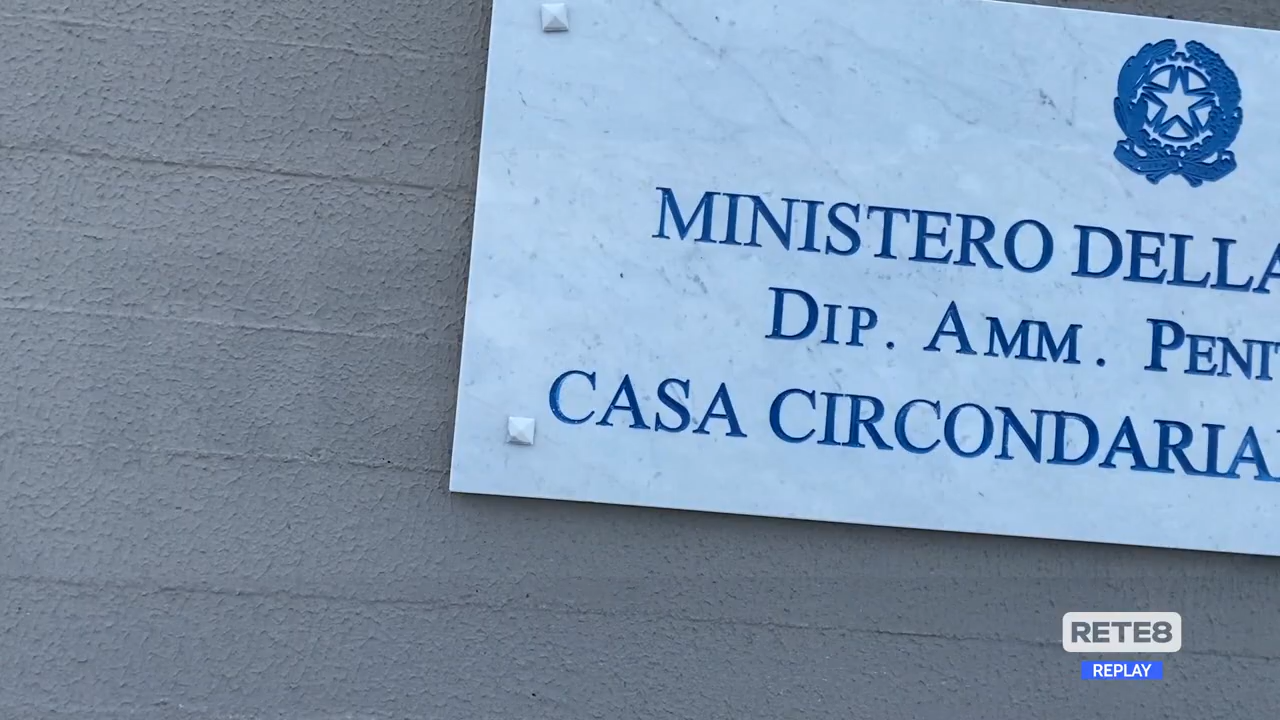 MINISTERO DELLA
DIP. AMM. PENIT
CASA CIRCONDARIA
RETE8
REPLAY